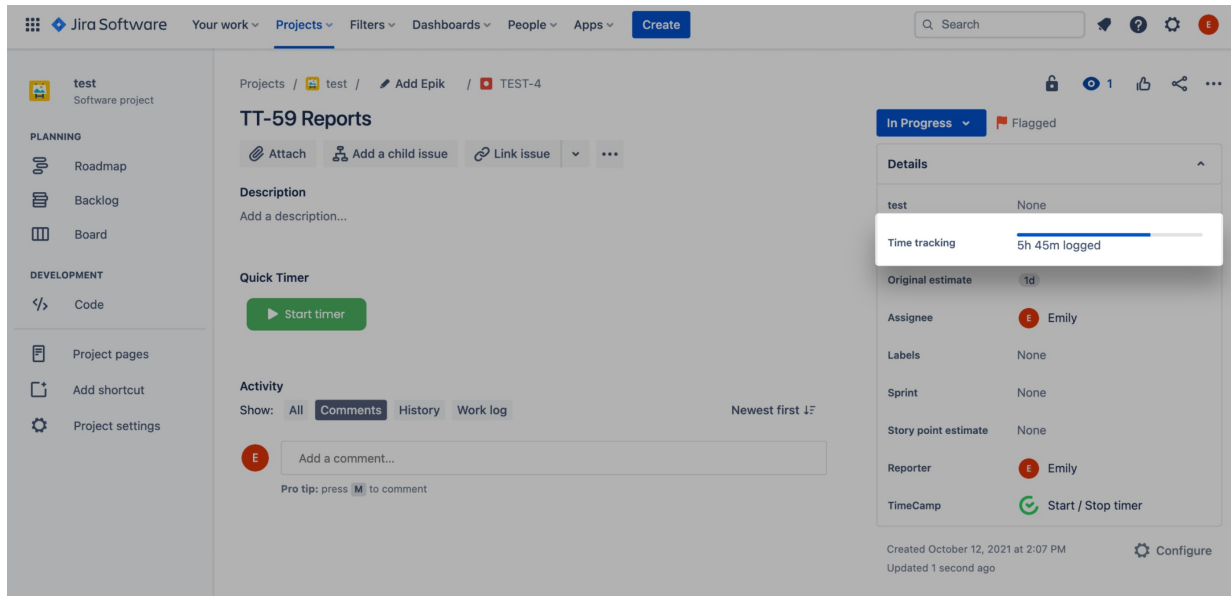 Jira Software Your work Projects Filters Dashboards People Apps Create Search E
test
Software project
PLANNING
Roadmap
Backlog
Board
DEVELOPMENT
Code
Project pages
Add shortcut
Project settings
Projects / test / Add Epik / TEST-4
TT-59 Reports
Attach Add a child issue Link issue
Description
Add a description...
Quick Timer
Start timer
Activity
Show: All Comments History Work log Newest first
E Add a comment...
Pro tip: press M to comment
1
In Progress Flagged
Details
test None
Time tracking 5h 45m logged
Original estimate 1d
Assignee E Emily
Labels None
Sprint None
Story point estimate None
Reporter E Emily
TimeCamp Start / Stop timer
Created October 12, 2021 at 2:07 PM Configure
Updated 1 second ago